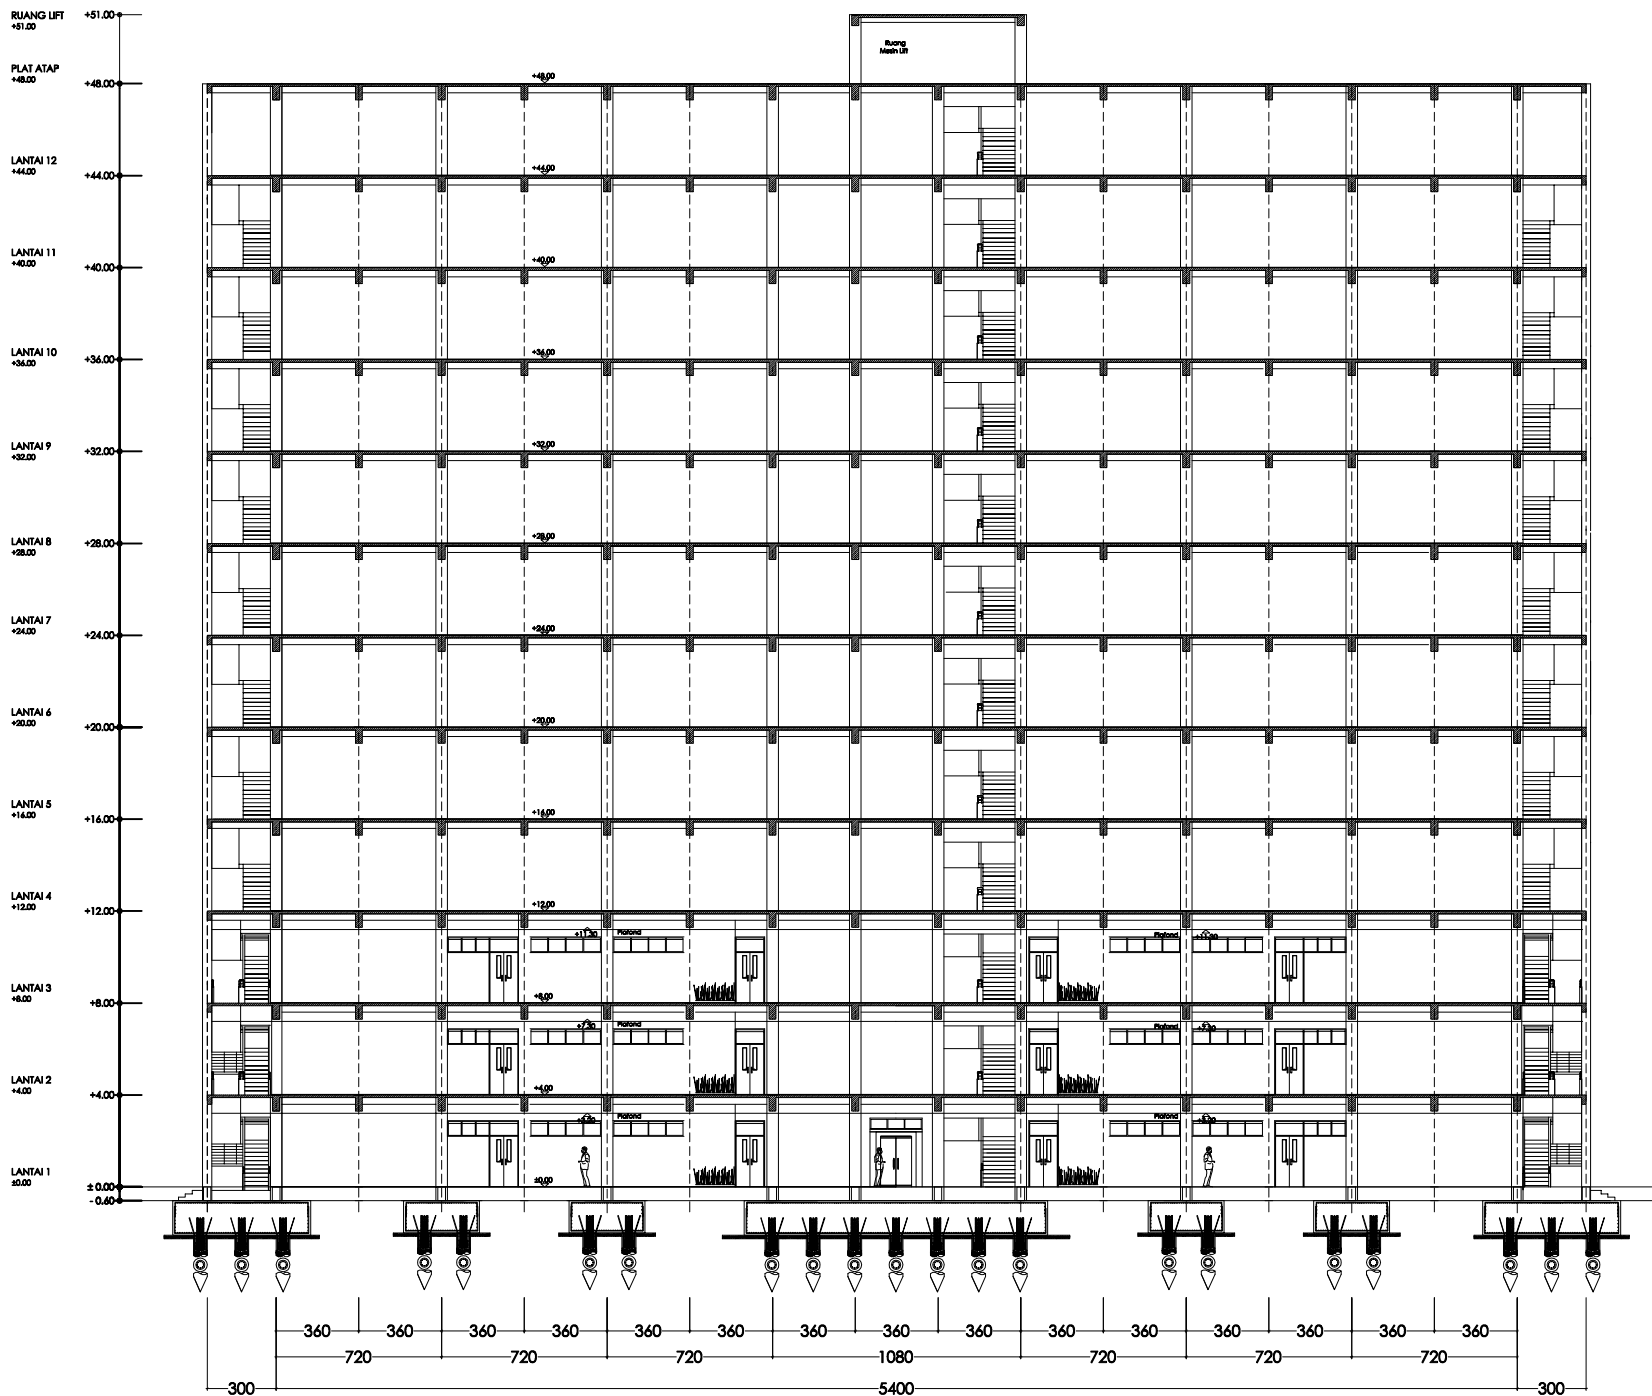 RUANG LIFT
+51.00
+51.00
Ruang
Mesin Lift
PLAT ATAP
+48.00
+48.00
+48.00
LANTAI 12
+44.00
+44.00
+44.00
LANTAI 11
+40.00
+40.00
+40.00
LANTAI 10
+36.00
+36.00
+36.00
LANTAI 9
+32.00
+32.00
+32.00
LANTAI 8
+28.00
+28.00
+28.00
LANTAI 7
+24.00
+24.00
+24.00
LANTAI 6
+20.00
+20.00
+20.00
LANTAI 5
+16.00
+16.00
+16.00
LANTAI 4
+12.00
+12.00
+12.00
+11.30 Plafond Plafond
LANTAI 3
+8.00
+8.00
+8.00
+7.30 Plafond Plafond
LANTAI 2
+4.00
+4.00
+4.00
Plafond Plafond
LANTAI 1
±0.00
±0.00
±0.00
-0.60
360 360 360 360 360 360 360 360 360 360 360 360 360 360 360
720 720 720 1080 720 720 720
300 5400 300